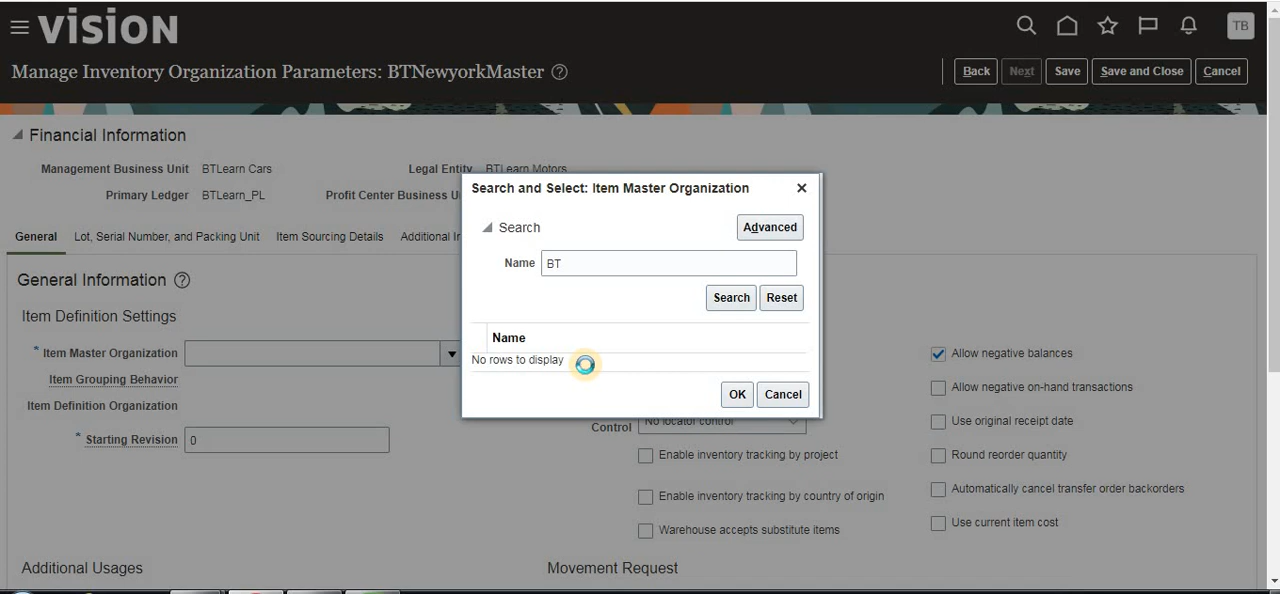 vision
TB
Manage Inventory Organization Parameters: BTNewyorkMaster
Back
Next
Save
Save and Close
Cancel
Financial Information
Management Business Unit BTLearn Cars
Legal Entity BTLearn Motors
Primary Ledger BTLearn_PL
Profit Center Business
General
Lot, Serial Number, and Packing Unit
Item Sourcing Details
Additional
General Information
Item Definition Settings
* Item Master Organization
Item Grouping Behavior
Item Definition Organization
* Starting Revision 0
Search and Select: Item Master Organization
Search
Advanced
Name BT
Search
Reset
Name
No rows to display
OK
Cancel
Control No locator control
Enable inventory tracking by project
Enable inventory tracking by country of origin
Warehouse accepts substitute items
Allow negative balances
Allow negative on-hand transactions
Use original receipt date
Round reorder quantity
Automatically cancel transfer order backorders
Use current item cost
Additional Usages
Movement Request